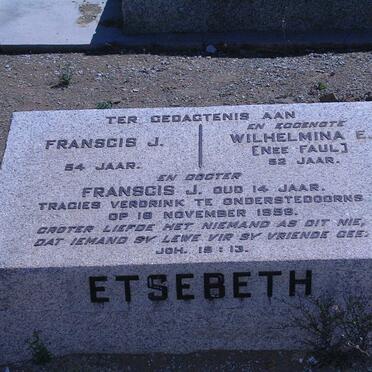 TER GEDAGTENIS AAN
FRANSCIS J.
54 JAAR.
EN EGGENOTE
WILHELMINA E.
[NEE FAUL]
52 JAAR.
EN DOGTER
FRANSCIS J. OUD 14 JAAR.
TRAGIES VERDRINK TE ONDERSTEDOORNS
OP 18 NOVEMBER 1959.
GROTER LIEFDE HET NIEMAND AS DIT NIE,
DAT IEMAND SY LEWE VIR SY VRIENDE GEE.
JOH. 15:13.
ETSEBETH